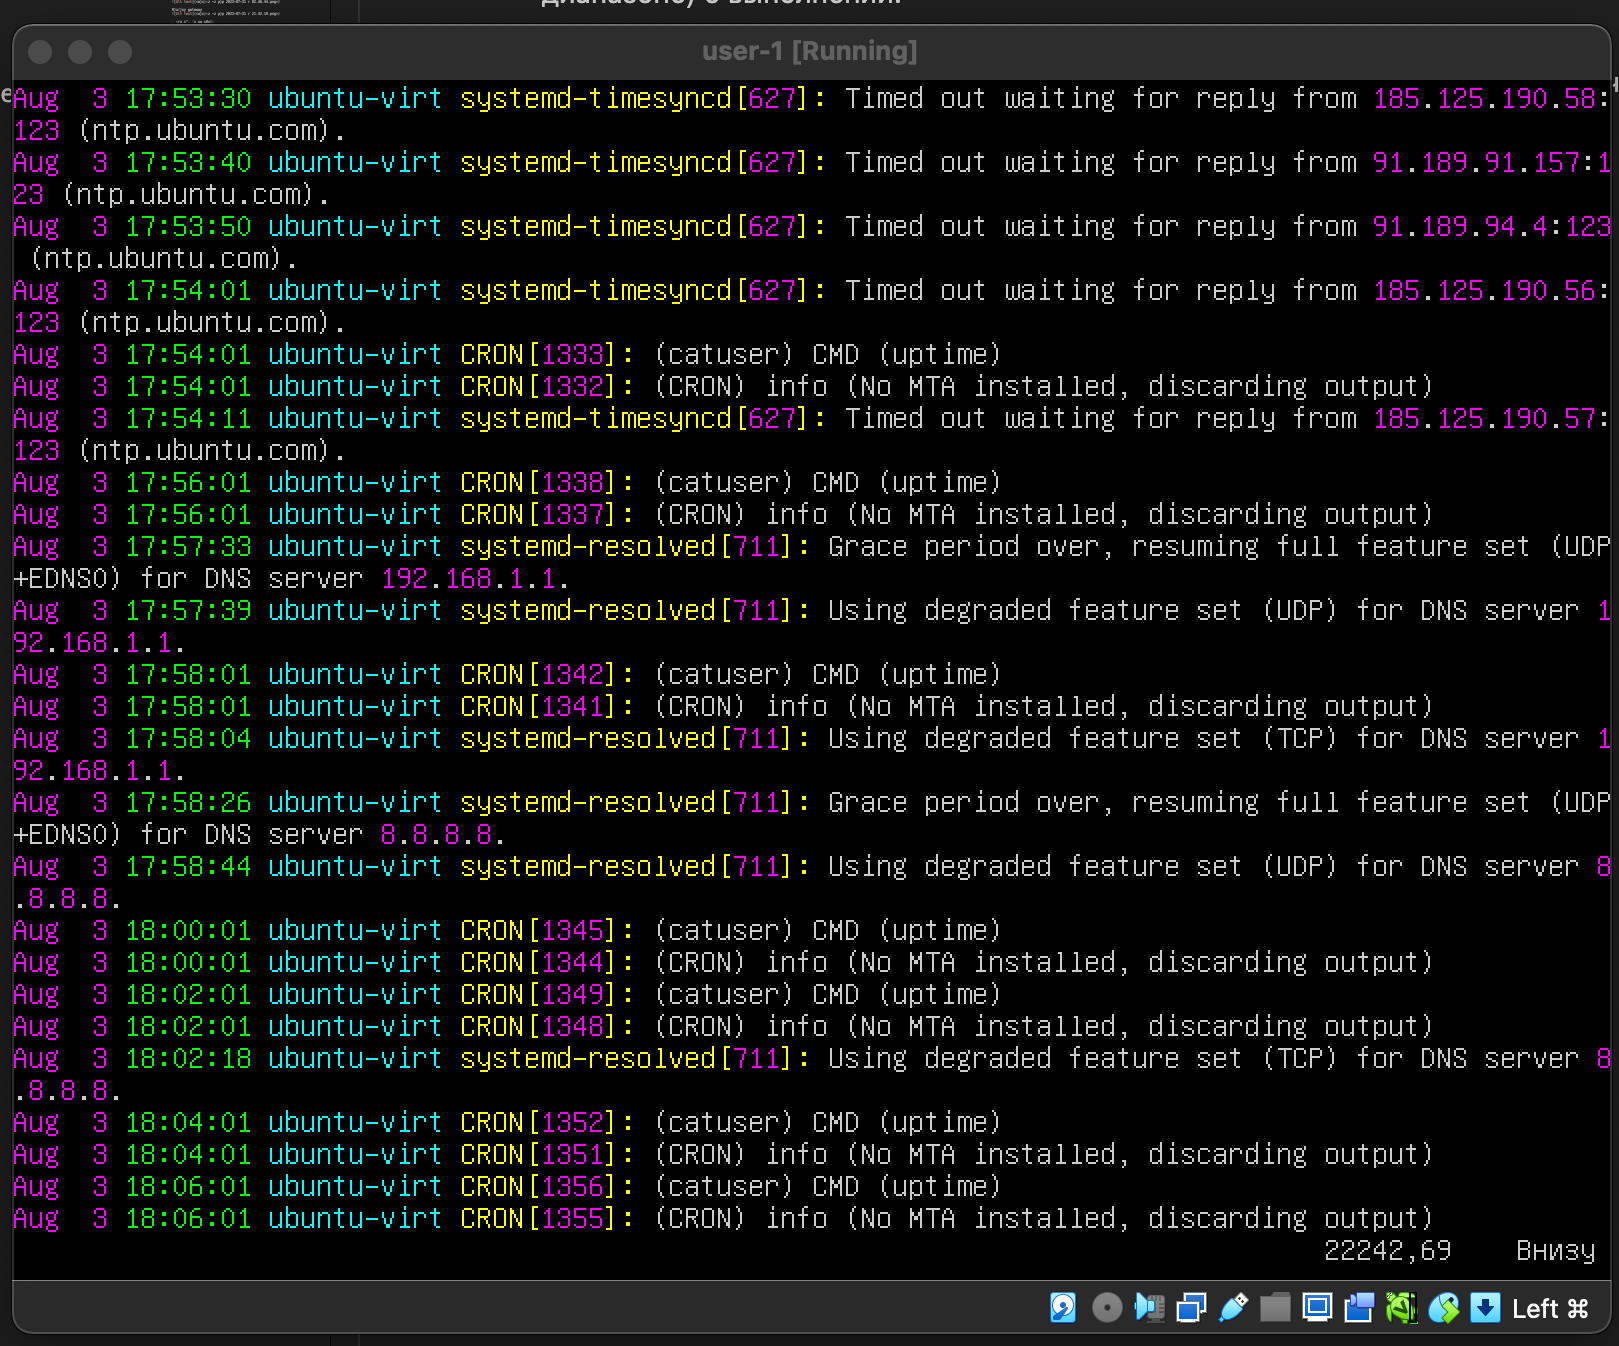 диапазоне) о выполнении.
user-1 [Running]
Aug  3 17:53:30 ubuntu-virt systemd-timesyncd[627]: Timed out waiting for reply from 185.125.190.58:
123 (ntp.ubuntu.com).
Aug  3 17:53:40 ubuntu-virt systemd-timesyncd[627]: Timed out waiting for reply from 91.189.91.157:1
23 (ntp.ubuntu.com).
Aug  3 17:53:50 ubuntu-virt systemd-timesyncd[627]: Timed out waiting for reply from 91.189.94.4:123
 (ntp.ubuntu.com).
Aug  3 17:54:01 ubuntu-virt systemd-timesyncd[627]: Timed out waiting for reply from 185.125.190.56:
123 (ntp.ubuntu.com).
Aug  3 17:54:01 ubuntu-virt CRON[1333]: (catuser) CMD (uptime)
Aug  3 17:54:01 ubuntu-virt CRON[1332]: (CRON) info (No MTA installed, discarding output)
Aug  3 17:54:11 ubuntu-virt systemd-timesyncd[627]: Timed out waiting for reply from 185.125.190.57:
123 (ntp.ubuntu.com).
Aug  3 17:56:01 ubuntu-virt CRON[1338]: (catuser) CMD (uptime)
Aug  3 17:56:01 ubuntu-virt CRON[1337]: (CRON) info (No MTA installed, discarding output)
Aug  3 17:57:33 ubuntu-virt systemd-resolved[711]: Grace period over, resuming full feature set (UDP
+EDNS0) for DNS server 192.168.1.1.
Aug  3 17:57:39 ubuntu-virt systemd-resolved[711]: Using degraded feature set (UDP) for DNS server 1
92.168.1.1.
Aug  3 17:58:01 ubuntu-virt CRON[1342]: (catuser) CMD (uptime)
Aug  3 17:58:01 ubuntu-virt CRON[1341]: (CRON) info (No MTA installed, discarding output)
Aug  3 17:58:04 ubuntu-virt systemd-resolved[711]: Using degraded feature set (TCP) for DNS server 1
92.168.1.1.
Aug  3 17:58:26 ubuntu-virt systemd-resolved[711]: Grace period over, resuming full feature set (UDP
+EDNS0) for DNS server 8.8.8.8.
Aug  3 17:58:44 ubuntu-virt systemd-resolved[711]: Using degraded feature set (UDP) for DNS server 8
.8.8.8.
Aug  3 18:00:01 ubuntu-virt CRON[1345]: (catuser) CMD (uptime)
Aug  3 18:00:01 ubuntu-virt CRON[1344]: (CRON) info (No MTA installed, discarding output)
Aug  3 18:02:01 ubuntu-virt CRON[1349]: (catuser) CMD (uptime)
Aug  3 18:02:01 ubuntu-virt CRON[1348]: (CRON) info (No MTA installed, discarding output)
Aug  3 18:02:18 ubuntu-virt systemd-resolved[711]: Using degraded feature set (TCP) for DNS server 8
.8.8.8.
Aug  3 18:04:01 ubuntu-virt CRON[1352]: (catuser) CMD (uptime)
Aug  3 18:04:01 ubuntu-virt CRON[1351]: (CRON) info (No MTA installed, discarding output)
Aug  3 18:06:01 ubuntu-virt CRON[1356]: (catuser) CMD (uptime)
Aug  3 18:06:01 ubuntu-virt CRON[1355]: (CRON) info (No MTA installed, discarding output)
22242,69 Внизу
Left ⌘